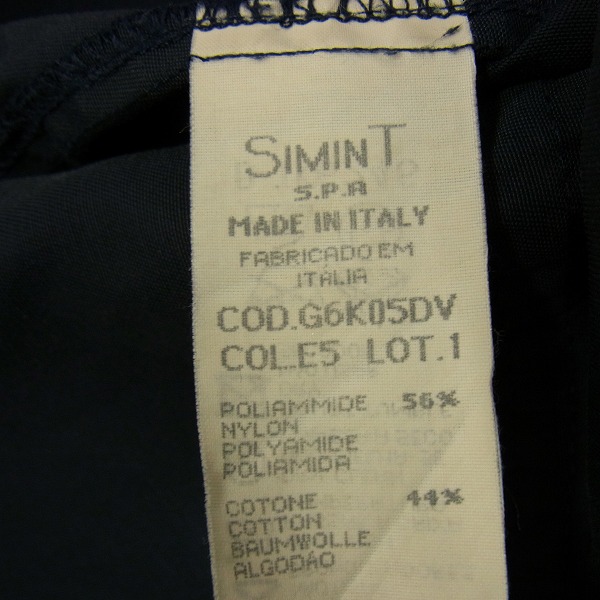 SIMINT
S.P.A
MADE IN ITALY
FABRICADO EM
ITÁLIA
COD.G6K05DV
COL.E5 LOT.1
POLIAMMIDE 56%
NYLON
POLYAMIDE
POLIAMIDA
COTONE 44%
COTTON
BAUMWOLLE
ALGODÃO